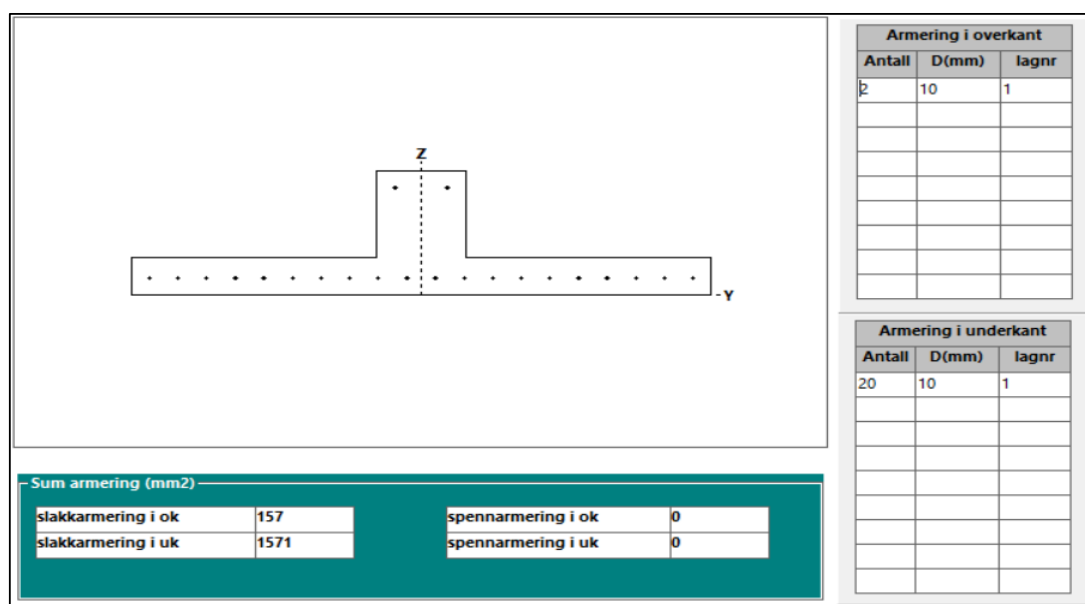 Z
-Y
Armering i overkant
Antall D(mm) lagnr
2 10 1
Armering i underkant
Antall D(mm) lagnr
20 10 1
Sum armering (mm2)
slakkarmering i ok 157 spennarmering i ok 0
slakkarmering i uk 1571 spennarmering i uk 0